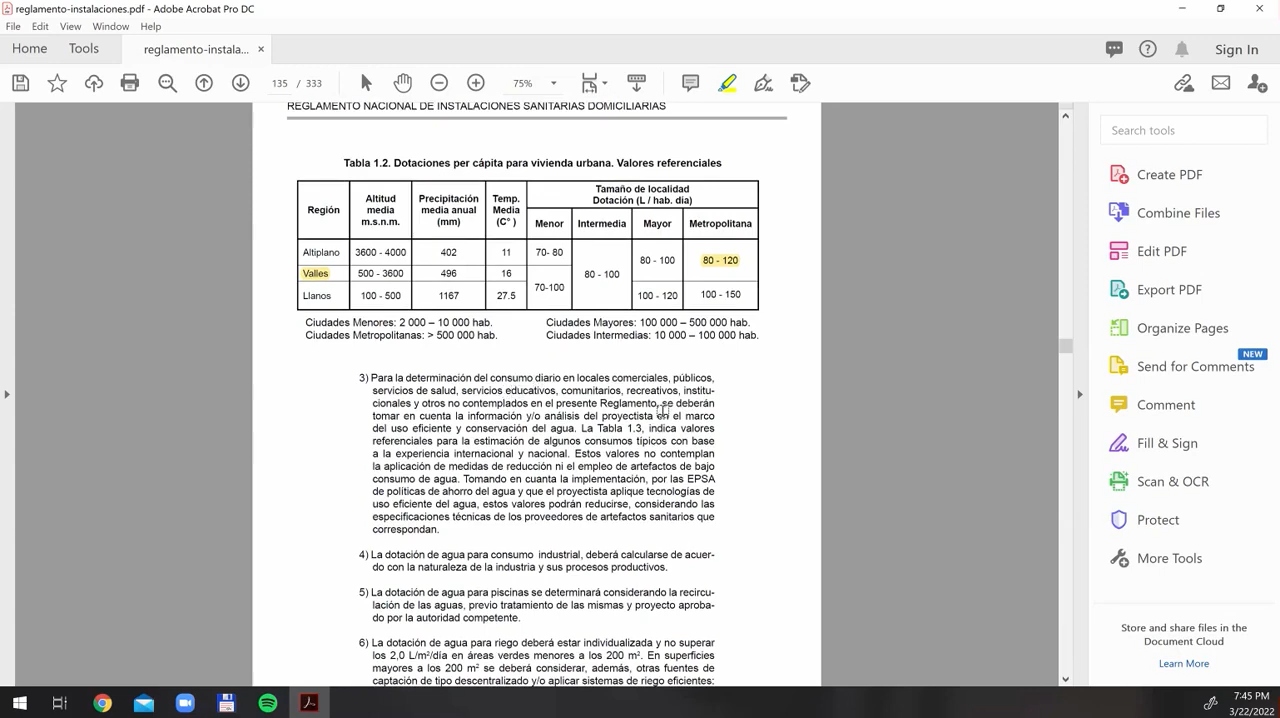 reglamento-instalaciones.pdf - Adobe Acrobat Pro DC
File Edit View Window Help
Home Tools reglamento-instala... × Sign In
135 / 333 75%
REGLAMENTO NACIONAL DE INSTALACIONES SANITARIAS DOMICILIARIAS
Tabla 1.2. Dotaciones per cápita para vivienda urbana. Valores referenciales
Región Altitud media m.s.n.m. Precipitación media anual (mm) Temp. Media (C° ) Tamaño de localidad
Dotación (L / hab. día)
Menor Intermedia Mayor Metropolitana
Altiplano 3600 - 4000 402 11 70- 80 80 - 100 80 - 100 80 - 120
Valles 500 - 3600 496 16 70-100
Llanos 100 - 500 1167 27.5 100 - 120 100 - 150
Ciudades Menores: 2 000 – 10 000 hab. Ciudades Mayores: 100 000 – 500 000 hab.
Ciudades Metropolitanas: > 500 000 hab. Ciudades Intermedias: 10 000 – 100 000 hab.
3) Para la determinación del consumo diario en locales comerciales, públicos,
servicios de salud, servicios educativos, comunitarios, recreativos, institu-
cionales y otros no contemplados en el presente Reglamento, se deberán
tomar en cuenta la información y/o análisis del proyectista en el marco
del uso eficiente y conservación del agua. La Tabla 1.3, indica valores
referenciales para la estimación de algunos consumos típicos con base
a la experiencia internacional y nacional. Estos valores no contemplan
la aplicación de medidas de reducción ni el empleo de artefactos de bajo
consumo de agua. Tomando en cuanta la implementación, por las EPSA
de políticas de ahorro del agua y que el proyectista aplique tecnologías de
uso eficiente del agua, estos valores podrán reducirse, considerando las
especificaciones técnicas de los proveedores de artefactos sanitarios que
correspondan.
4) La dotación de agua para consumo industrial, deberá calcularse de acuer-
do con la naturaleza de la industria y sus procesos productivos.
5) La dotación de agua para piscinas se determinará considerando la recircu-
lación de las aguas, previo tratamiento de las mismas y proyecto aproba-
do por la autoridad competente.
6) La dotación de agua para riego deberá estar individualizada y no superar
los 2,0 L/m²/día en áreas verdes menores a los 200 m². En superficies
mayores a los 200 m² se deberá considerar, además, otras fuentes de
captación de tipo descentralizado y/o aplicar sistemas de riego eficientes:
Search tools
Create PDF
Combine Files
Edit PDF
Export PDF
Organize Pages
NEW
Send for Comments
Comment
Fill & Sign
Scan & OCR
Protect
More Tools
Store and share files in the
Document Cloud
Learn More
7:45 PM
3/22/2022